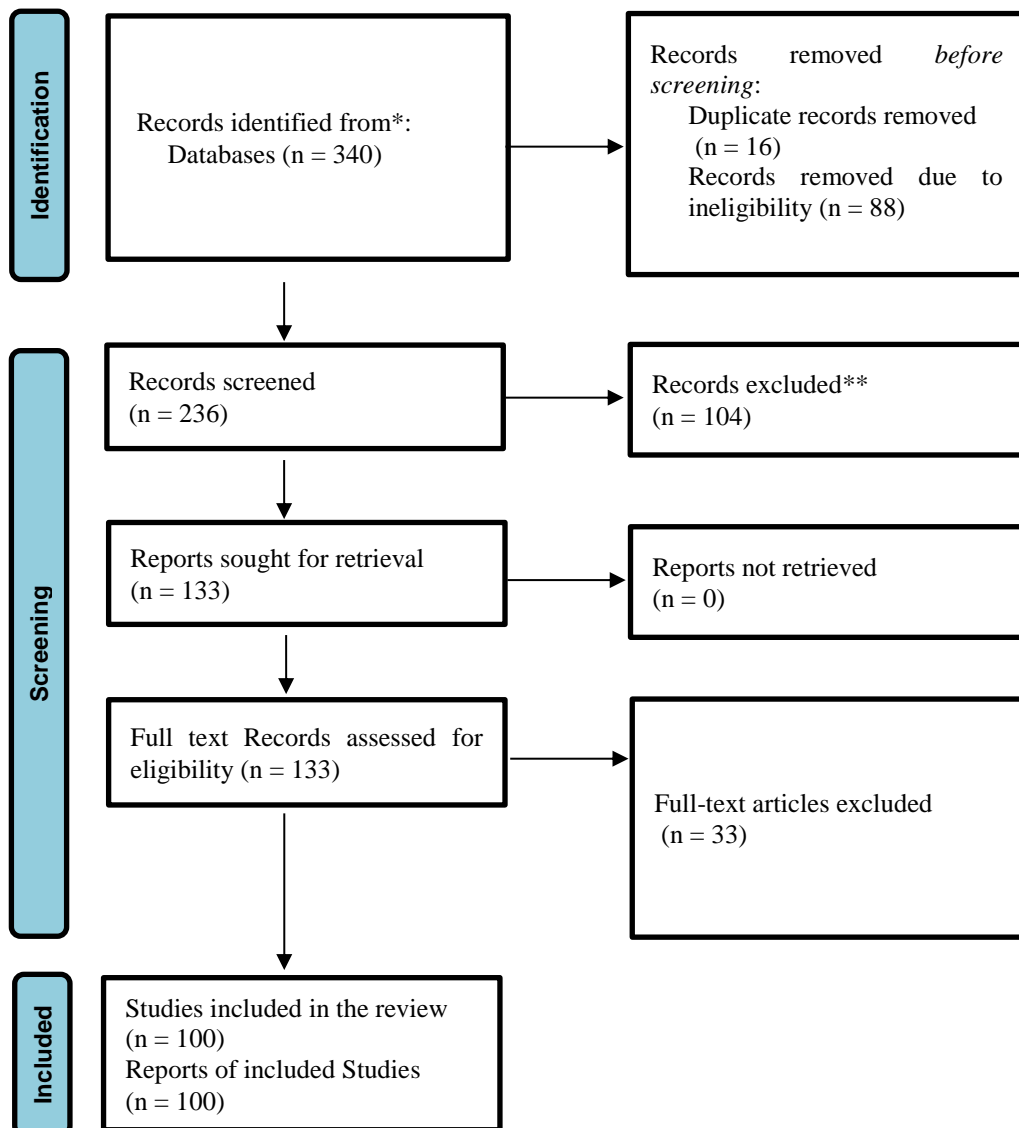 Identification
Records identified from*:
Databases (n = 340)
Records removed before
screening:
Duplicate records removed
(n = 16)
Records removed due to
ineligibility (n = 88)
Screening
Records screened
(n = 236)
Records excluded**
(n = 104)
Reports sought for retrieval
(n = 133)
Reports not retrieved
(n = 0)
Full text Records assessed for
eligibility (n = 133)
Full-text articles excluded
(n = 33)
Included
Studies included in the review
(n = 100)
Reports of included Studies
(n = 100)